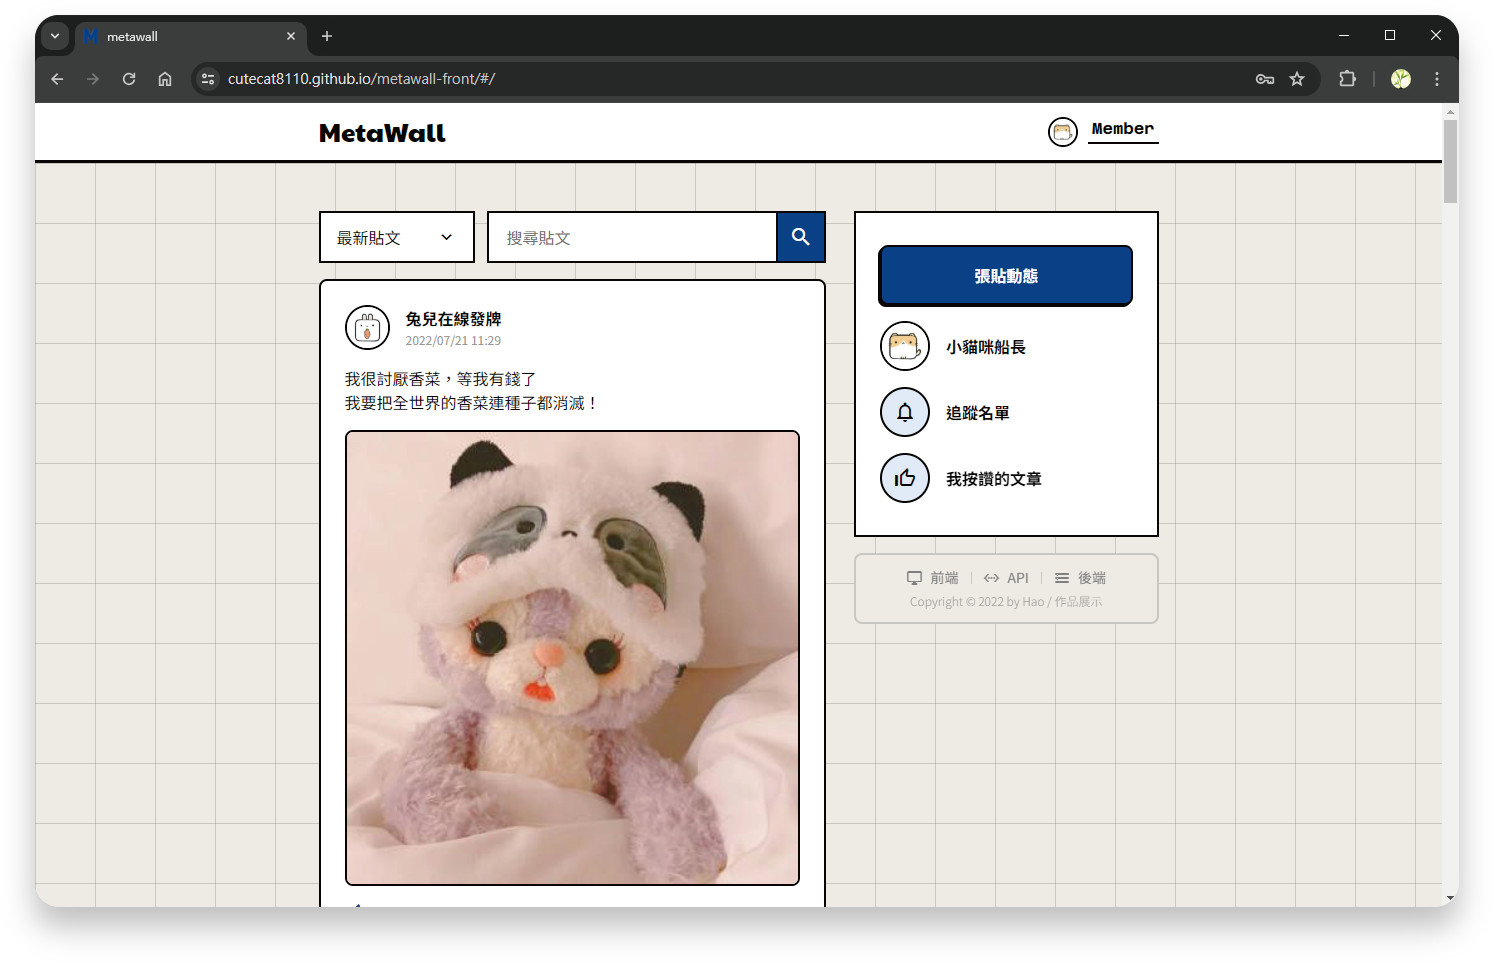 metawall
cutecat8110.github.io/metawall-front/#/
MetaWall
Member
最新貼文
搜尋貼文
兔兒在線發牌
2022/07/21 11:29
我很討厭香菜，等我有錢了
我要把全世界的香菜連種子都消滅！
張貼動態
小貓咪船長
追蹤名單
我按讚的文章
前端 | API | 後端
Copyright © 2022 by Hao / 作品展示